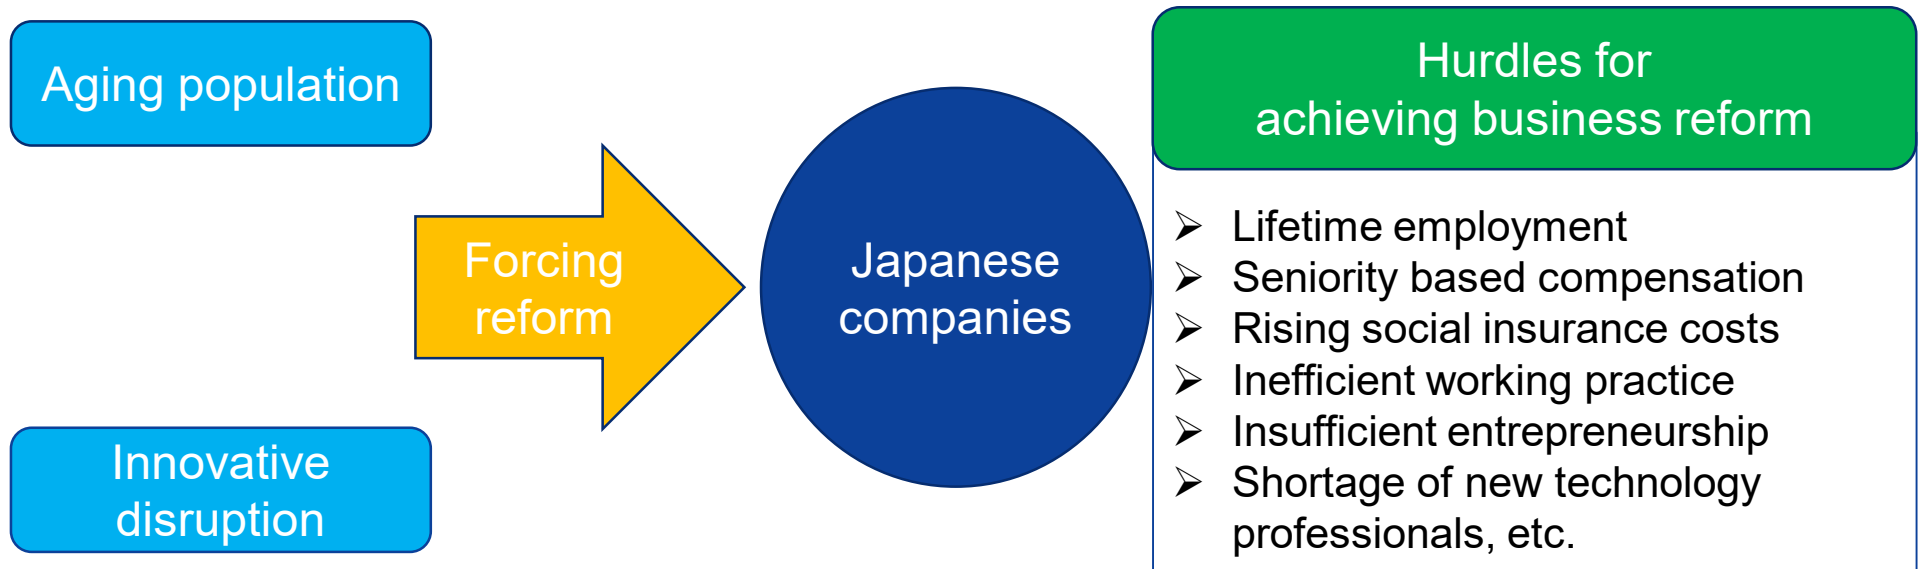 Aging population
Innovative
disruption
Forcing
reform
Japanese
companies
Hurdles for
achieving business reform
➢ Lifetime employment
➢ Seniority based compensation
➢ Rising social insurance costs
➢ Inefficient working practice
➢ Insufficient entrepreneurship
➢ Shortage of new technology
professionals, etc.